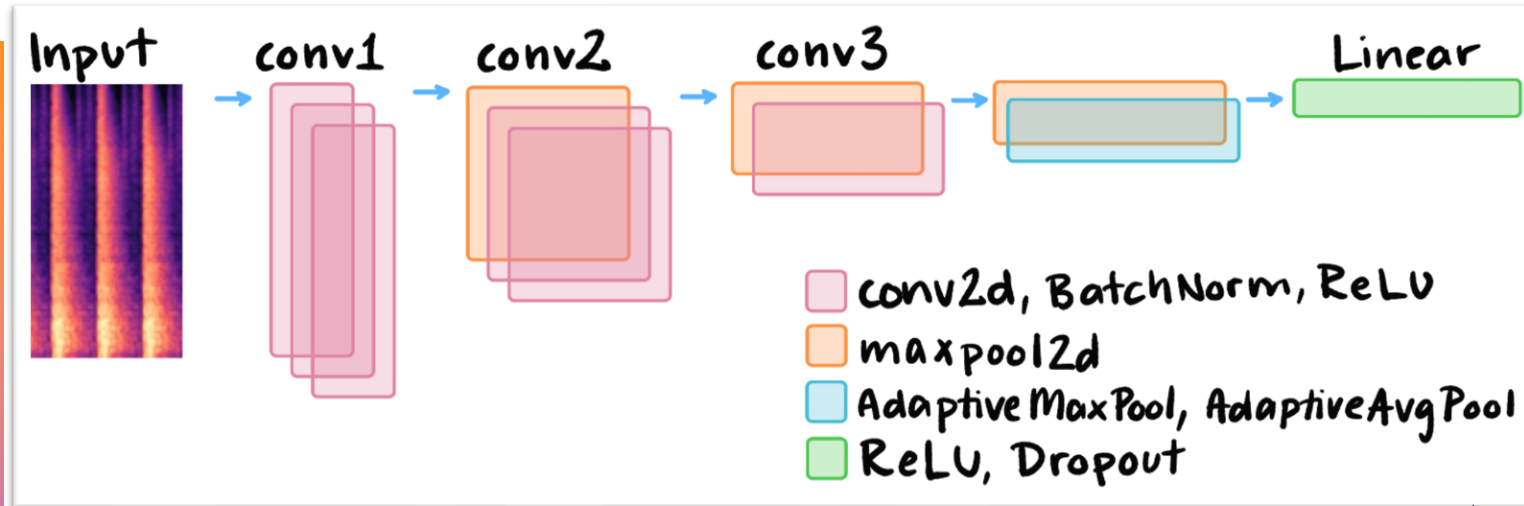 Input
conv1
conv2
conv3
Linear
conv2d, BatchNorm, ReLU
maxpool2d
AdaptiveMaxPool, AdaptiveAvgPool
ReLU, Dropout